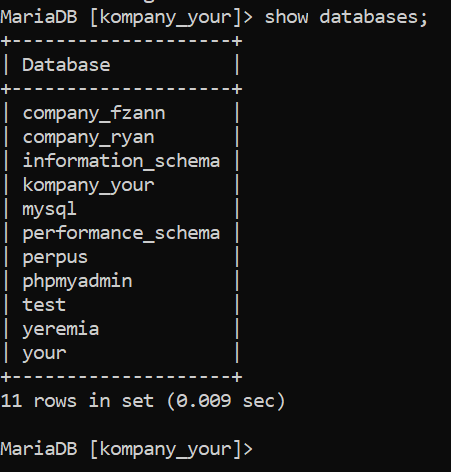 MariaDB [kompany_your]> show databases;
+--------------------+
| Database           |
+--------------------+
| company_fzann      |
| company_ryan       |
| information_schema |
| kompany_your       |
| mysql              |
| performance_schema |
| perpus             |
| phpmyadmin         |
| test               |
| yeremia            |
| your               |
+--------------------+
11 rows in set (0.009 sec)
MariaDB [kompany_your]>